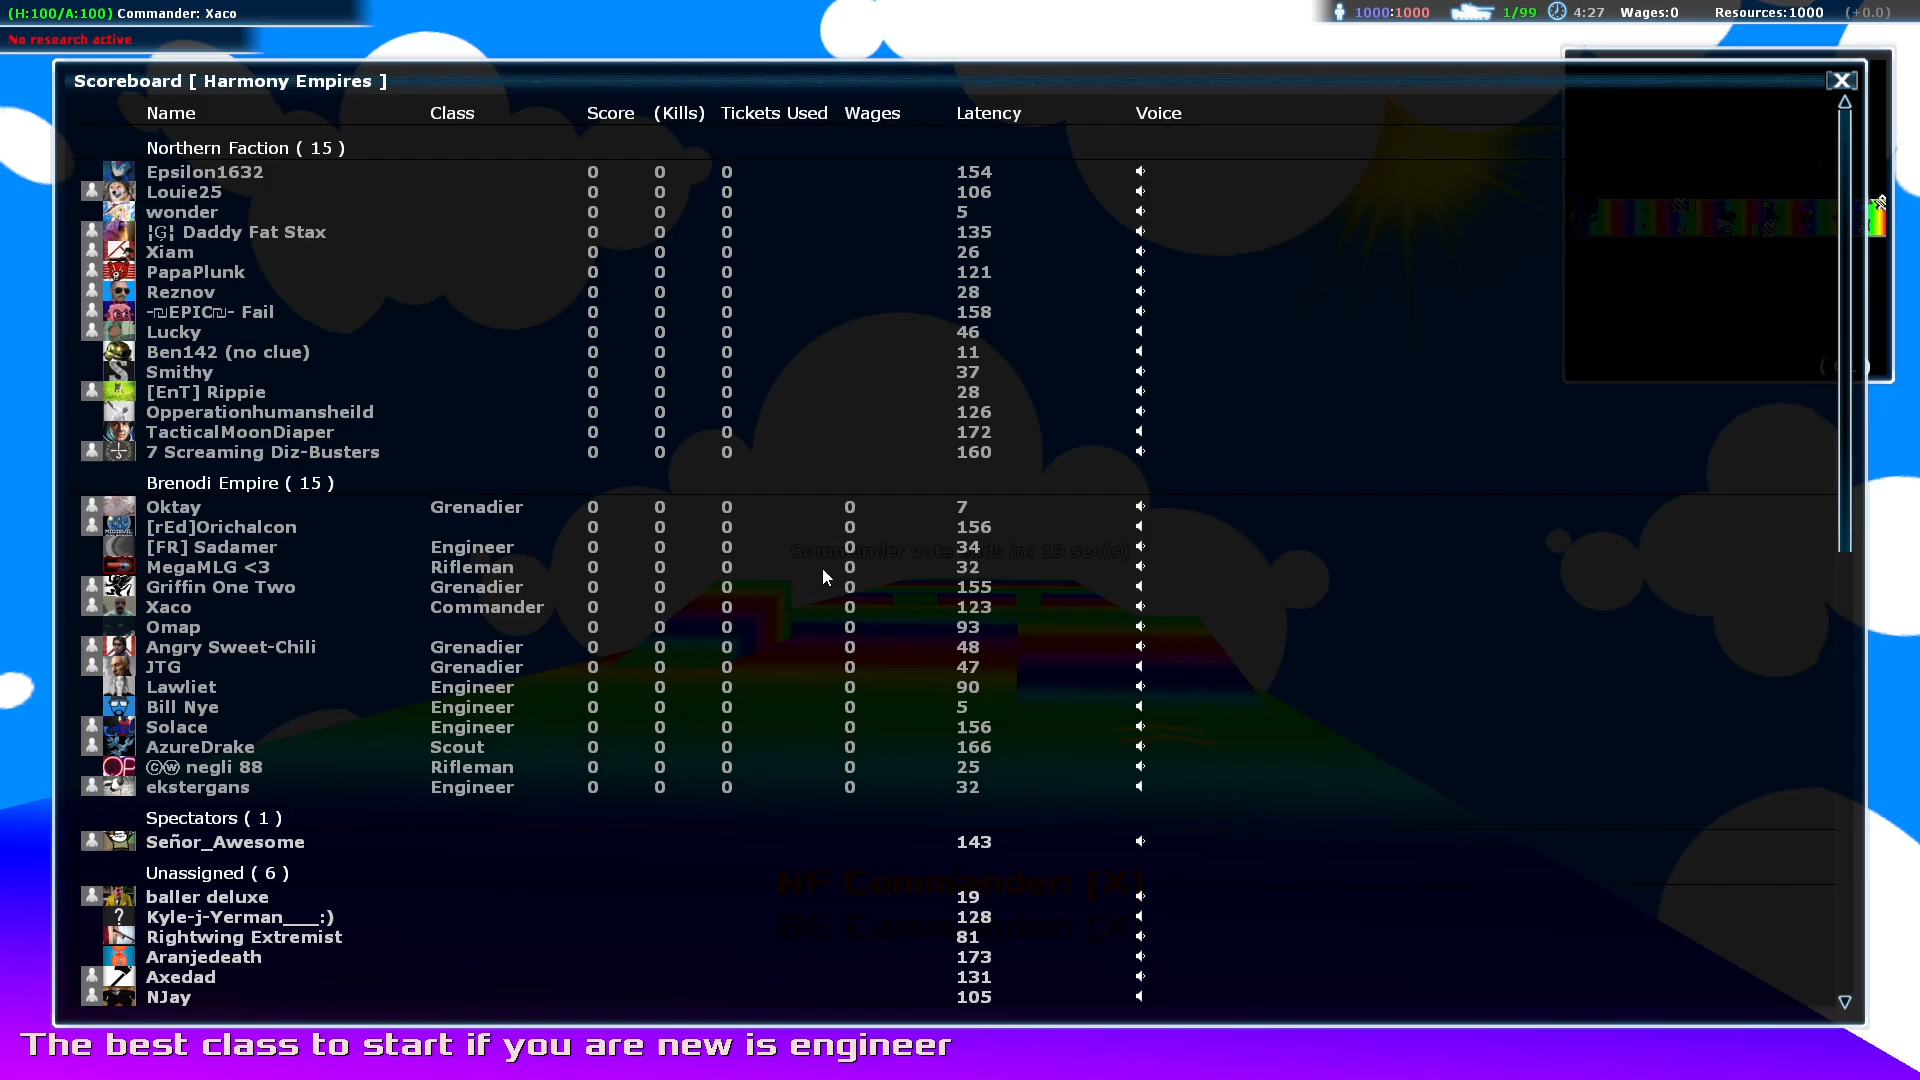 (H:100/A:100) Commander: Xaco
1000:1000 1/99 4:27 Wages:0 Resources:1000 (+0.0)
No research active
Scoreboard [ Harmony Empires ] X
Name Class Score (Kills) Tickets Used Wages Latency Voice
Northern Faction ( 15 )
Epsilon1632 0 0 0 154
Louie25 0 0 0 106
wonder 0 0 0 5
¦Ģ¦ Daddy Fat Stax 0 0 0 135
Xiam 0 0 0 26
PapaPlunk 0 0 0 121
Reznov 0 0 0 28
-₪EPIC₪- Fail 0 0 0 158
Lucky 0 0 0 46
Ben142 (no clue) 0 0 0 11
Smithy 0 0 0 37
[EnT] Rippie 0 0 0 28
Opperationhumansheild 0 0 0 126
TacticalMoonDiaper 0 0 0 172
7 Screaming Diz-Busters 0 0 0 160
Brenodi Empire ( 15 )
Oktay Grenadier 0 0 0 0 7
[rEd]Orichalcon 0 0 0 0 156
[FR] Sadamer Engineer 0 0 0 0 34
Commander vote ends in: 19 sec(s)
MegaMLG <3 Rifleman 0 0 0 0 32
Griffin One Two Grenadier 0 0 0 0 155
Xaco Commander 0 0 0 0 123
Omap 0 0 0 0 93
Angry Sweet-Chili Grenadier 0 0 0 0 48
JTG Grenadier 0 0 0 0 47
Lawliet Engineer 0 0 0 0 90
Bill Nye Engineer 0 0 0 0 5
Solace Engineer 0 0 0 0 156
AzureDrake Scout 0 0 0 0 166
ⓒⓦ negli 88 Rifleman 0 0 0 0 25
ekstergans Engineer 0 0 0 0 32
Spectators ( 1 )
Señor_Awesome 143
Unassigned ( 6 )
NF Commander: [X]
baller deluxe 19
Kyle-j-Yerman___:) 128
BE Commander: [X
Rightwing Extremist 81
Aranjedeath 173
Axedad 131
NJay 105
The best class to start if you are new is engineer